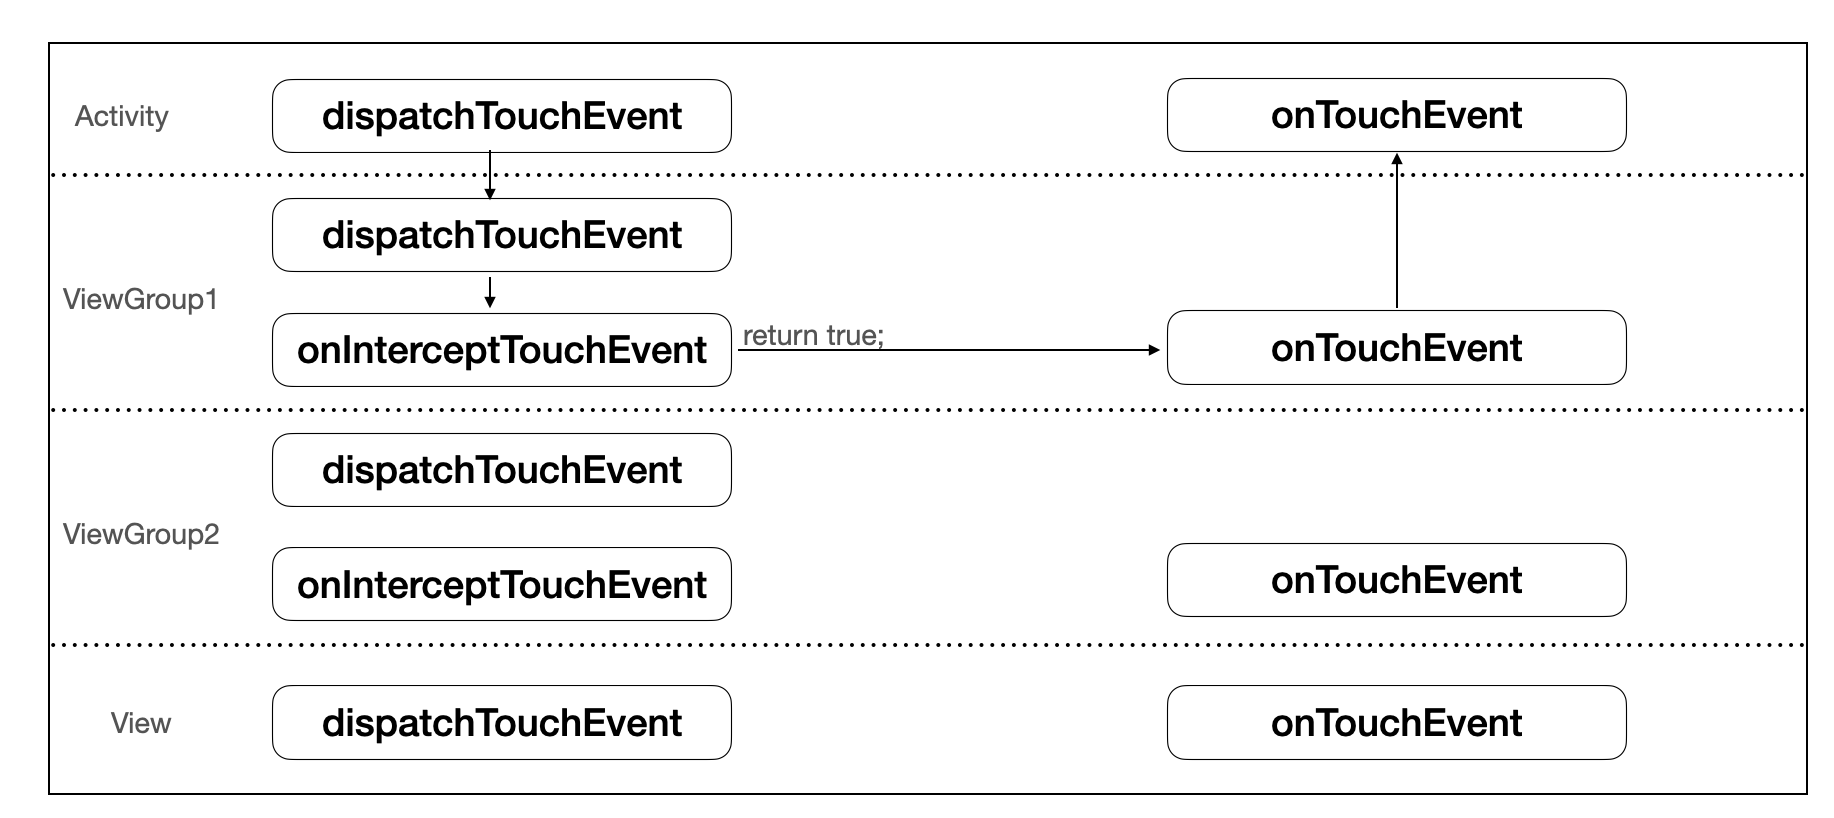 Activity
dispatchTouchEvent
onTouchEvent
dispatchTouchEvent
ViewGroup1
onInterceptTouchEvent
return true;
onTouchEvent
dispatchTouchEvent
ViewGroup2
onInterceptTouchEvent
onTouchEvent
View
dispatchTouchEvent
onTouchEvent